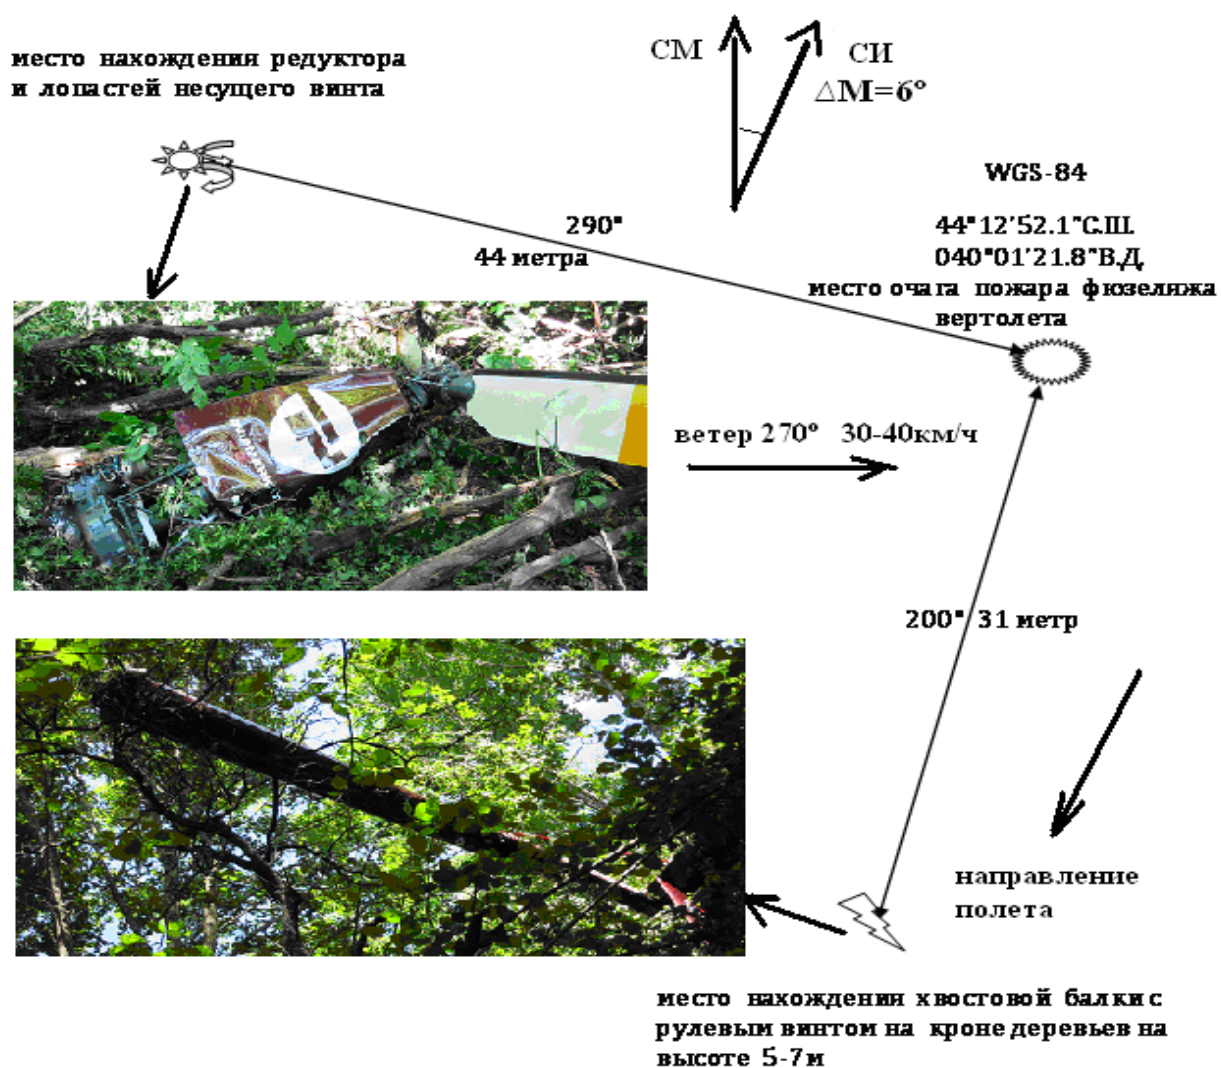 место нахождения редуктора
и лопастей несущего винта
СМ
СИ
△М=6°
WGS-84
44°12'52.1"С.Ш.
040°01'21.8"В.Д.
место очага пожара фюзеляжа
вертолета
290°
44 метра
ветер 270° 30-40км/ч
200° 31 метр
направление
полета
место нахождения хвостовой балки с
рулевым винтом на кроне деревьев на
высоте 5-7м